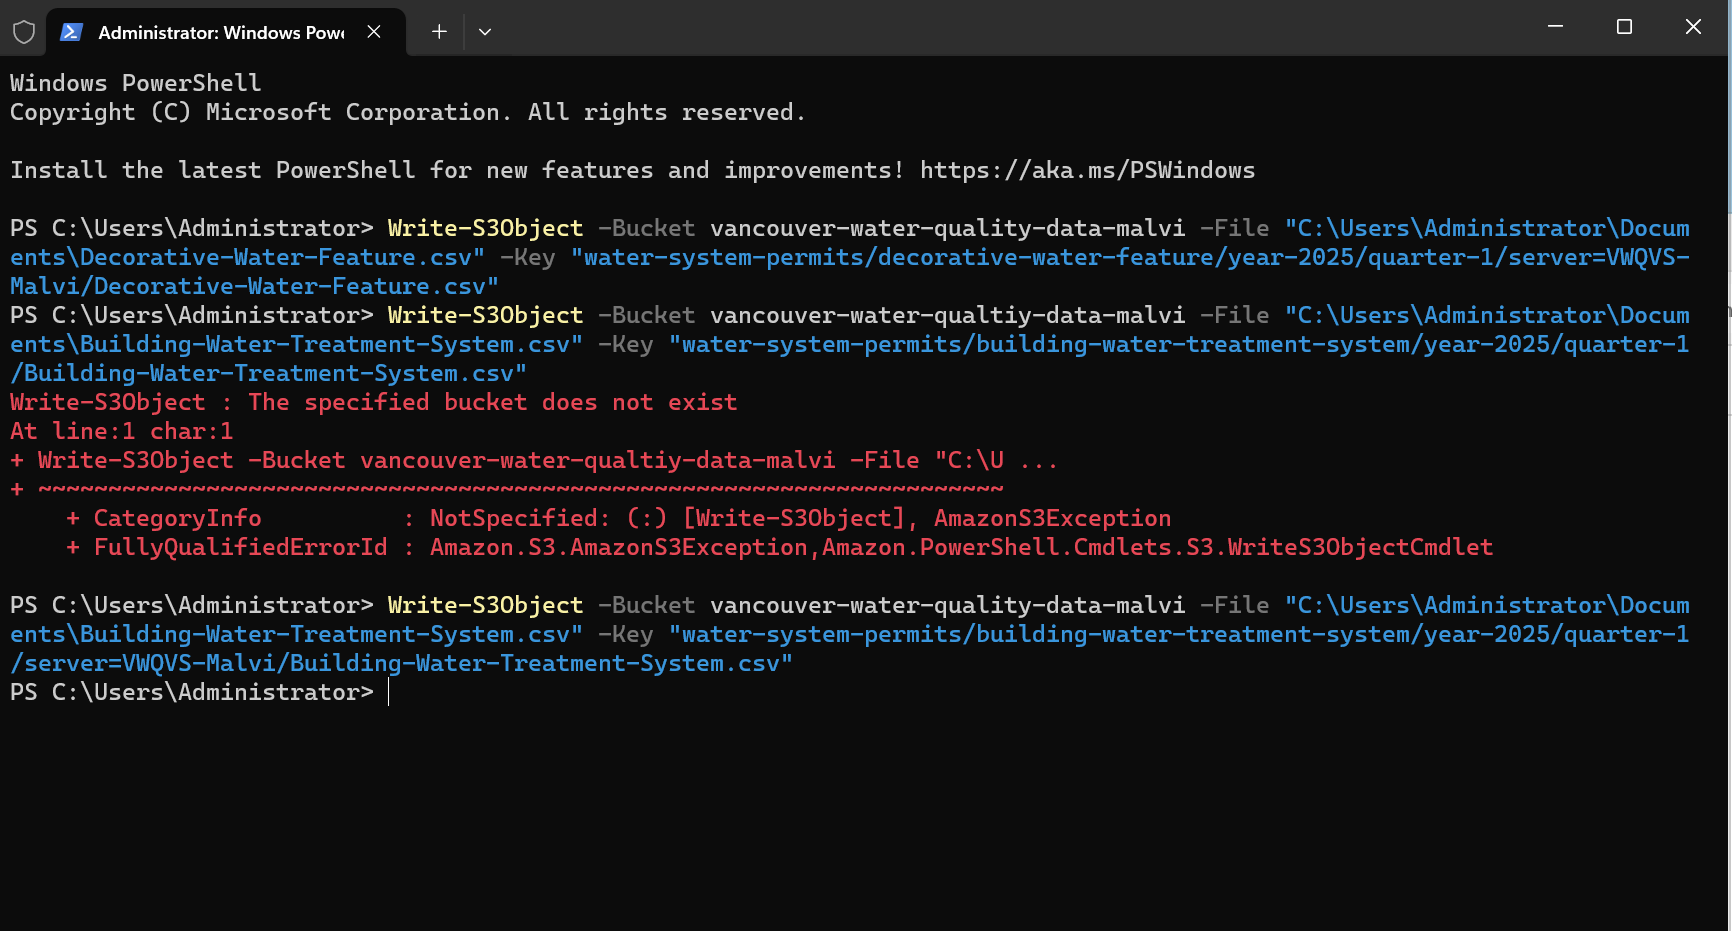 Administrator: Windows Powe
Windows PowerShell
Copyright (C) Microsoft Corporation. All rights reserved.
Install the latest PowerShell for new features and improvements! https://aka.ms/PSWindows
PS C:\Users\Administrator> Write-S3Object -Bucket vancouver-water-quality-data-malvi -File "C:\Users\Administrator\Docum
ents\Decorative-Water-Feature.csv" -Key "water-system-permits/decorative-water-feature/year-2025/quarter-1/server=VWQVS-
Malvi/Decorative-Water-Feature.csv"
PS C:\Users\Administrator> Write-S3Object -Bucket vancouver-water-qualtiy-data-malvi -File "C:\Users\Administrator\Docum
ents\Building-Water-Treatment-System.csv" -Key "water-system-permits/building-water-treatment-system/year-2025/quarter-1
/Building-Water-Treatment-System.csv"
Write-S3Object : The specified bucket does not exist
At line:1 char:1
+ Write-S3Object -Bucket vancouver-water-qualtiy-data-malvi -File "C:\U ...
+ ~~~~~~~~~~~~~~~~~~~~~~~~~~~~~~~~~~~~~~~~~~~~~~~~~~~~~~~~~~~~~~~~~~~~~
    + CategoryInfo          : NotSpecified: (:) [Write-S3Object], AmazonS3Exception
    + FullyQualifiedErrorId : Amazon.S3.AmazonS3Exception,Amazon.PowerShell.Cmdlets.S3.WriteS3ObjectCmdlet
PS C:\Users\Administrator> Write-S3Object -Bucket vancouver-water-quality-data-malvi -File "C:\Users\Administrator\Docum
ents\Building-Water-Treatment-System.csv" -Key "water-system-permits/building-water-treatment-system/year-2025/quarter-1
/server=VWQVS-Malvi/Building-Water-Treatment-System.csv"
PS C:\Users\Administrator>